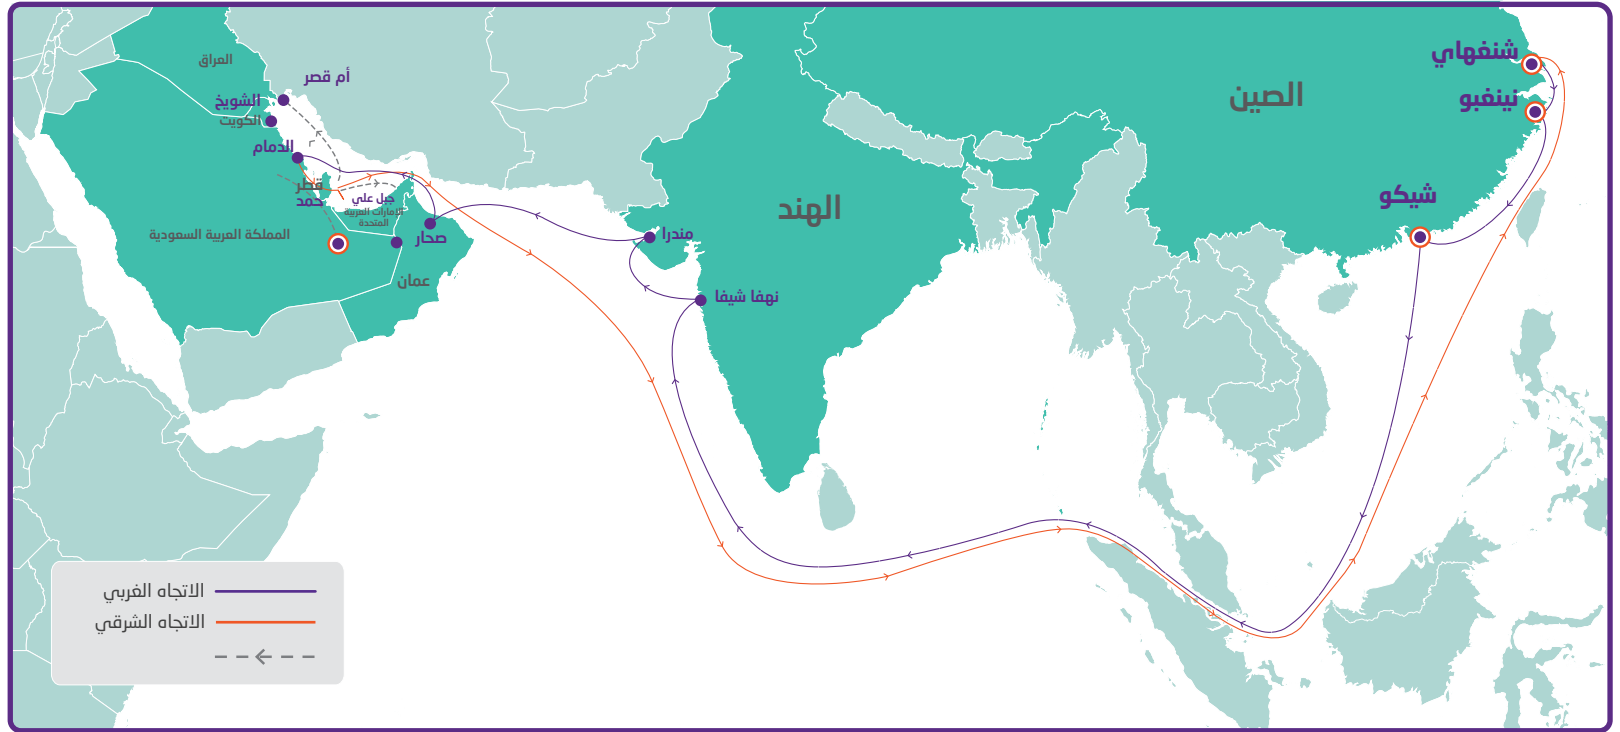 العراق
أم قصر
الشويخ
الكويت
الدمام
قطر
حمد
جبل علي
الإمارات العربية
المتحدة
المملكة العربية السعودية
صحار
عمان
مندرا
نهفا شيفا
الهند
الصين
شنغهاي
نينغبو
شيكو
الاتجاه الغربي
الاتجاه الشرقي